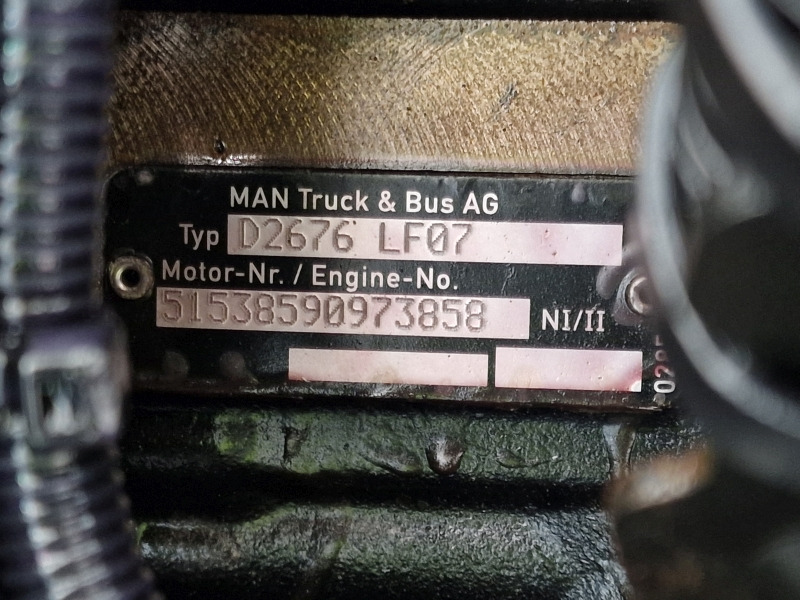 MAN Truck & Bus AG
Typ D2676 LF07
Motor-Nr. / Engine-No.
51538590973858 NI/II